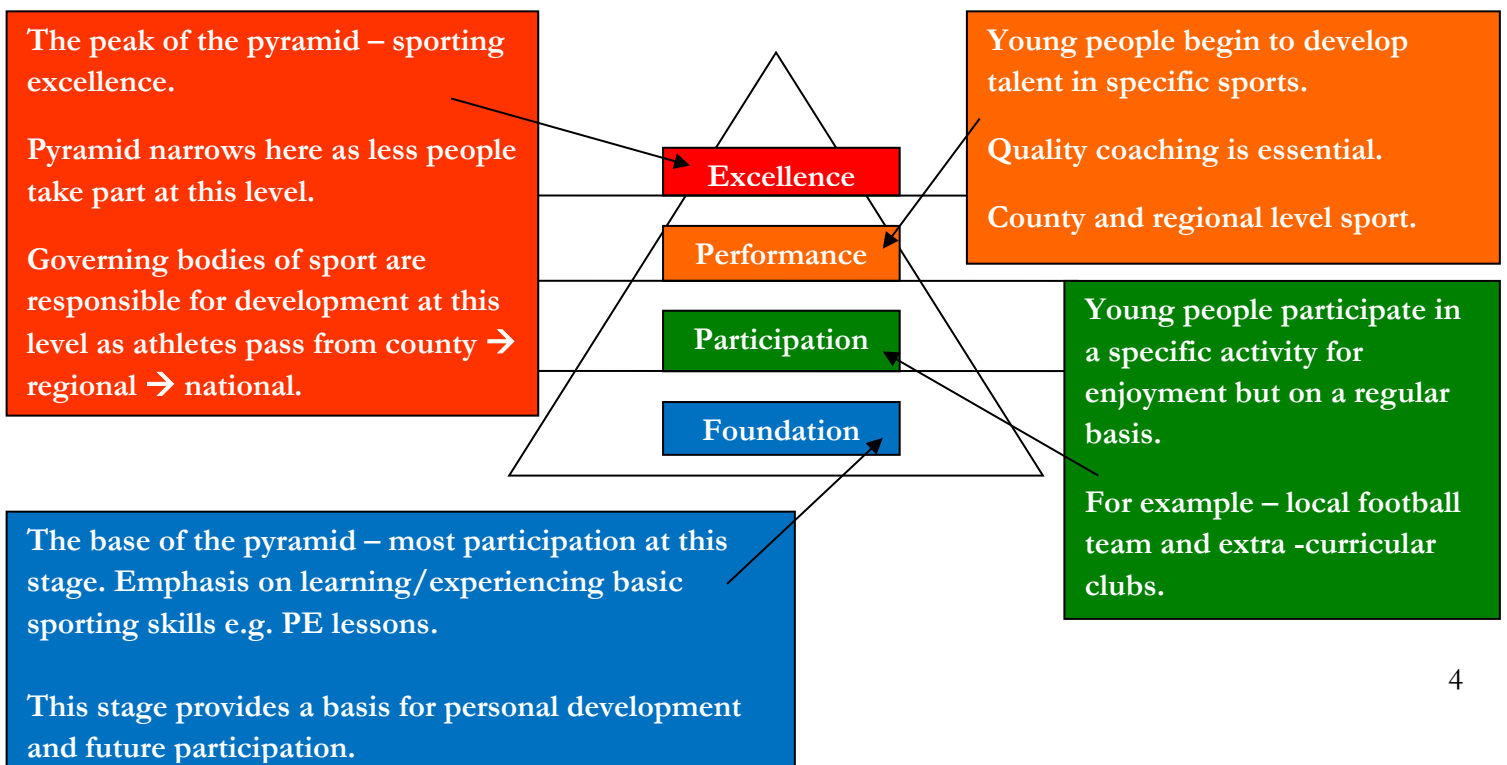 The peak of the pyramid – sporting
excellence.
Pyramid narrows here as less people
take part at this level.
Governing bodies of sport are
responsible for development at this
level as athletes pass from county →
regional → national.
Young people begin to develop
talent in specific sports.
Quality coaching is essential.
County and regional level sport.
Excellence
Performance
Participation
Foundation
Young people participate in
a specific activity for
enjoyment but on a regular
basis.
For example – local football
team and extra -curricular
clubs.
The base of the pyramid – most participation at this
stage. Emphasis on learning/experiencing basic
sporting skills e.g. PE lessons.
This stage provides a basis for personal development
and future participation.
4